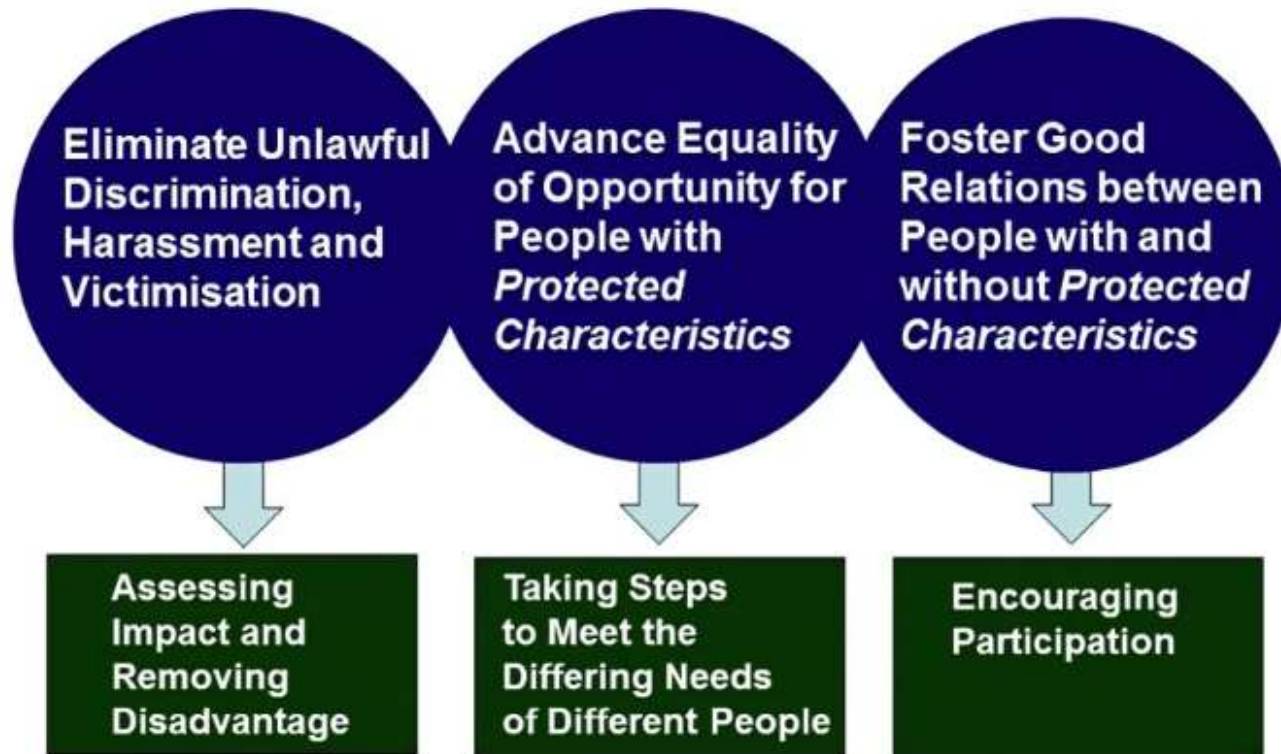 Eliminate Unlawful
Discrimination,
Harassment and
Victimisation
Advance Equality
of Opportunity for
People with
Protected
Characteristics
Foster Good
Relations between
People with and
without Protected
Characteristics
Assessing
Impact and
Removing
Disadvantage
Taking Steps
to Meet the
Differing Needs
of Different People
Encouraging
Participation